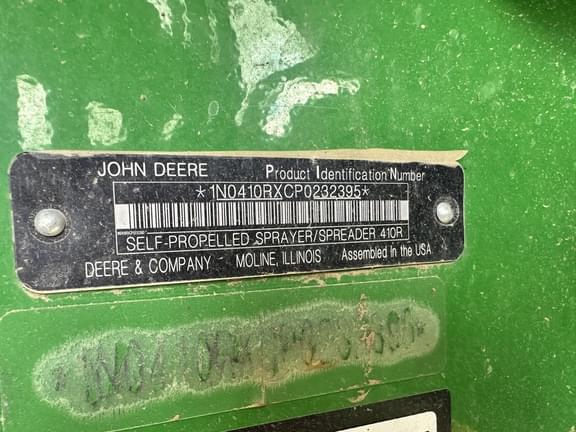 JOHN DEERE Product Identification Number
*1N0410RXCP0232395*
SELF-PROPELLED SPRAYER/SPREADER 410R
DEERE & COMPANY MOLINE, ILLINOIS Assembled in the USA